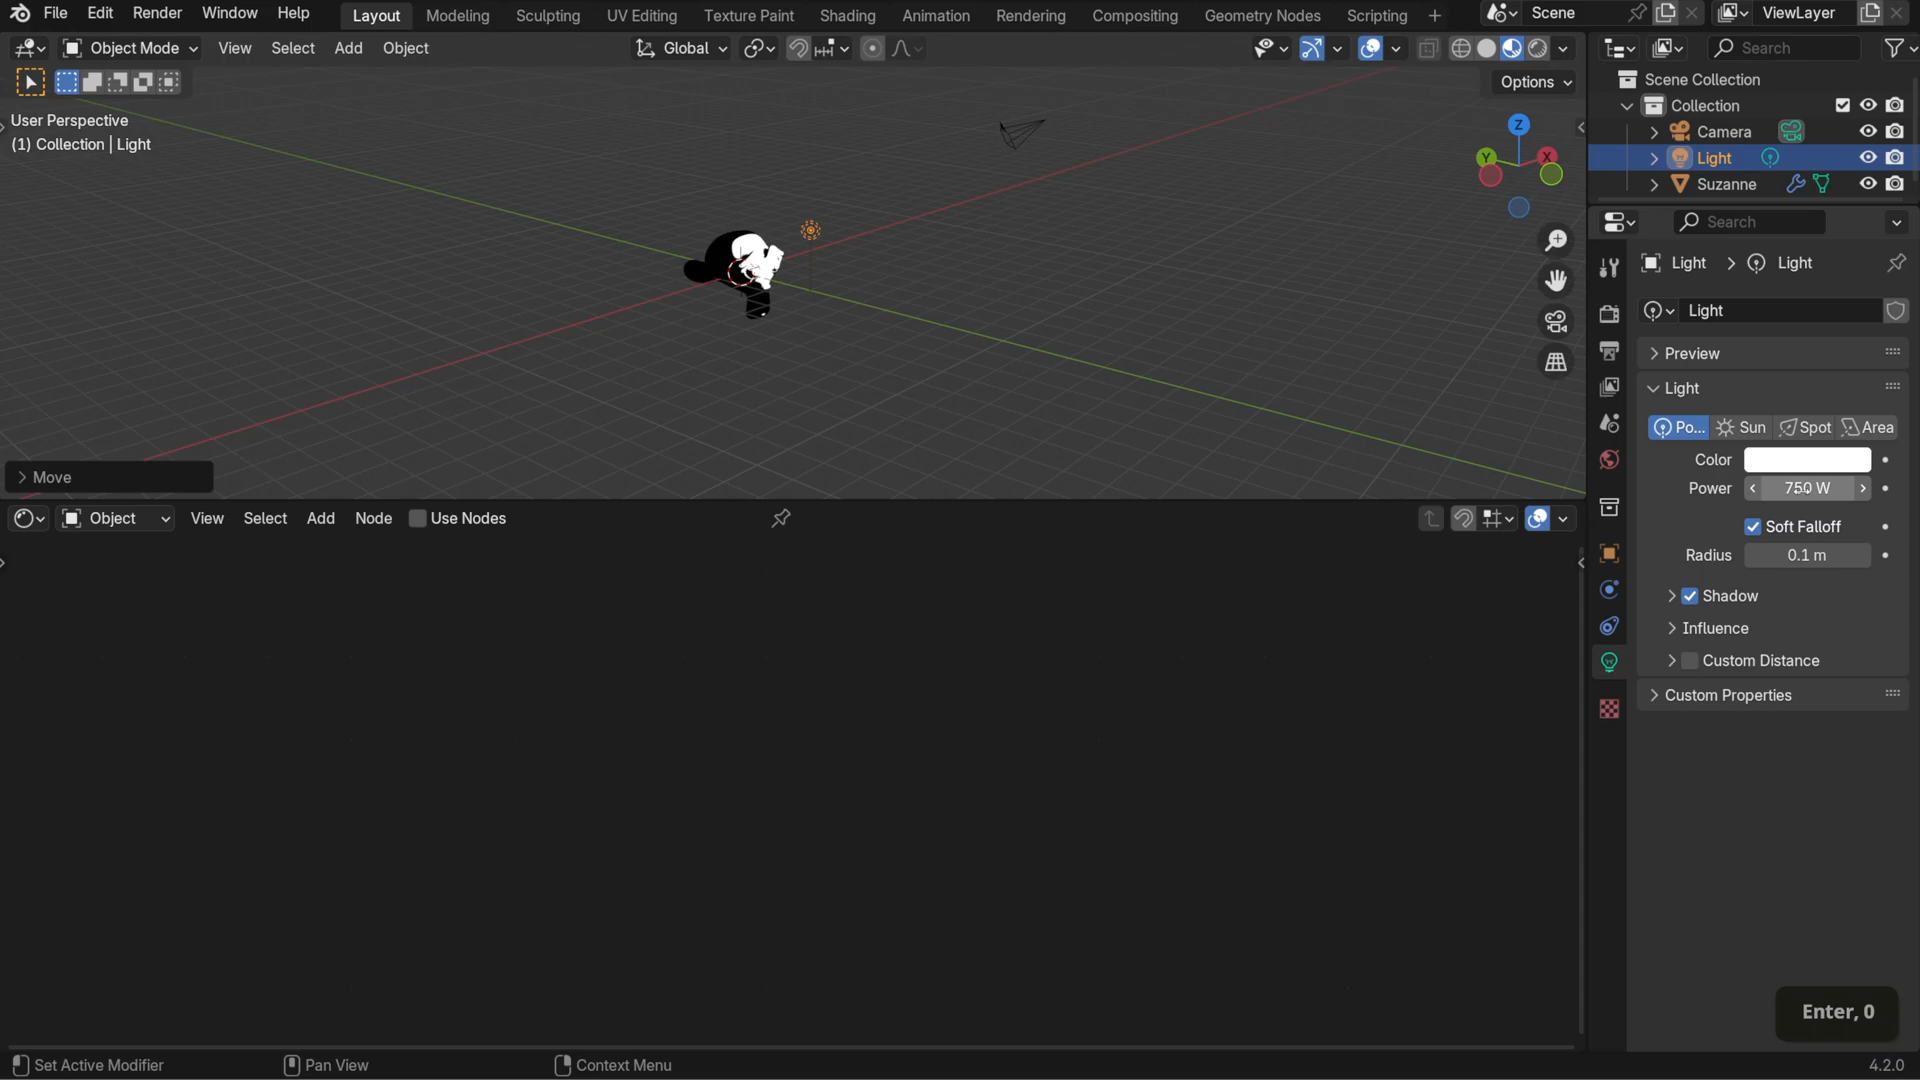 File Edit Render Window Help Layout Modeling Sculpting UV Editing Texture Paint Shading Animation Rendering Compositing Geometry Nodes Scripting + Scene ViewLayer
Object Mode View Select Add Object Global Search
Options
Scene Collection
Collection
Camera
Light
Suzanne
User Perspective
(1) Collection | Light
Z
Y X
Move
Search
Light > Light
Light
Preview
Light
Po... Sun Spot Area
Color
Power 750 W
Soft Falloff
Radius 0.1 m
Shadow
Influence
Custom Distance
Custom Properties
Object View Select Add Node Use Nodes
Enter, 0
Set Active Modifier Pan View Context Menu 4.2.0